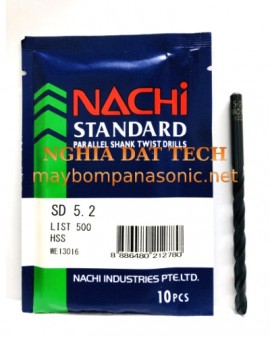 NACHi
STANDARD
PARALLEL SHANK TWIST DRILLS
NGHIA DAT TECH
maybompanasonic.net
SD 5.2
LIST 500
HSS
WEI3016
8 886480 212780
NACHI INDUSTRIES PTE.LTD.
10PCS